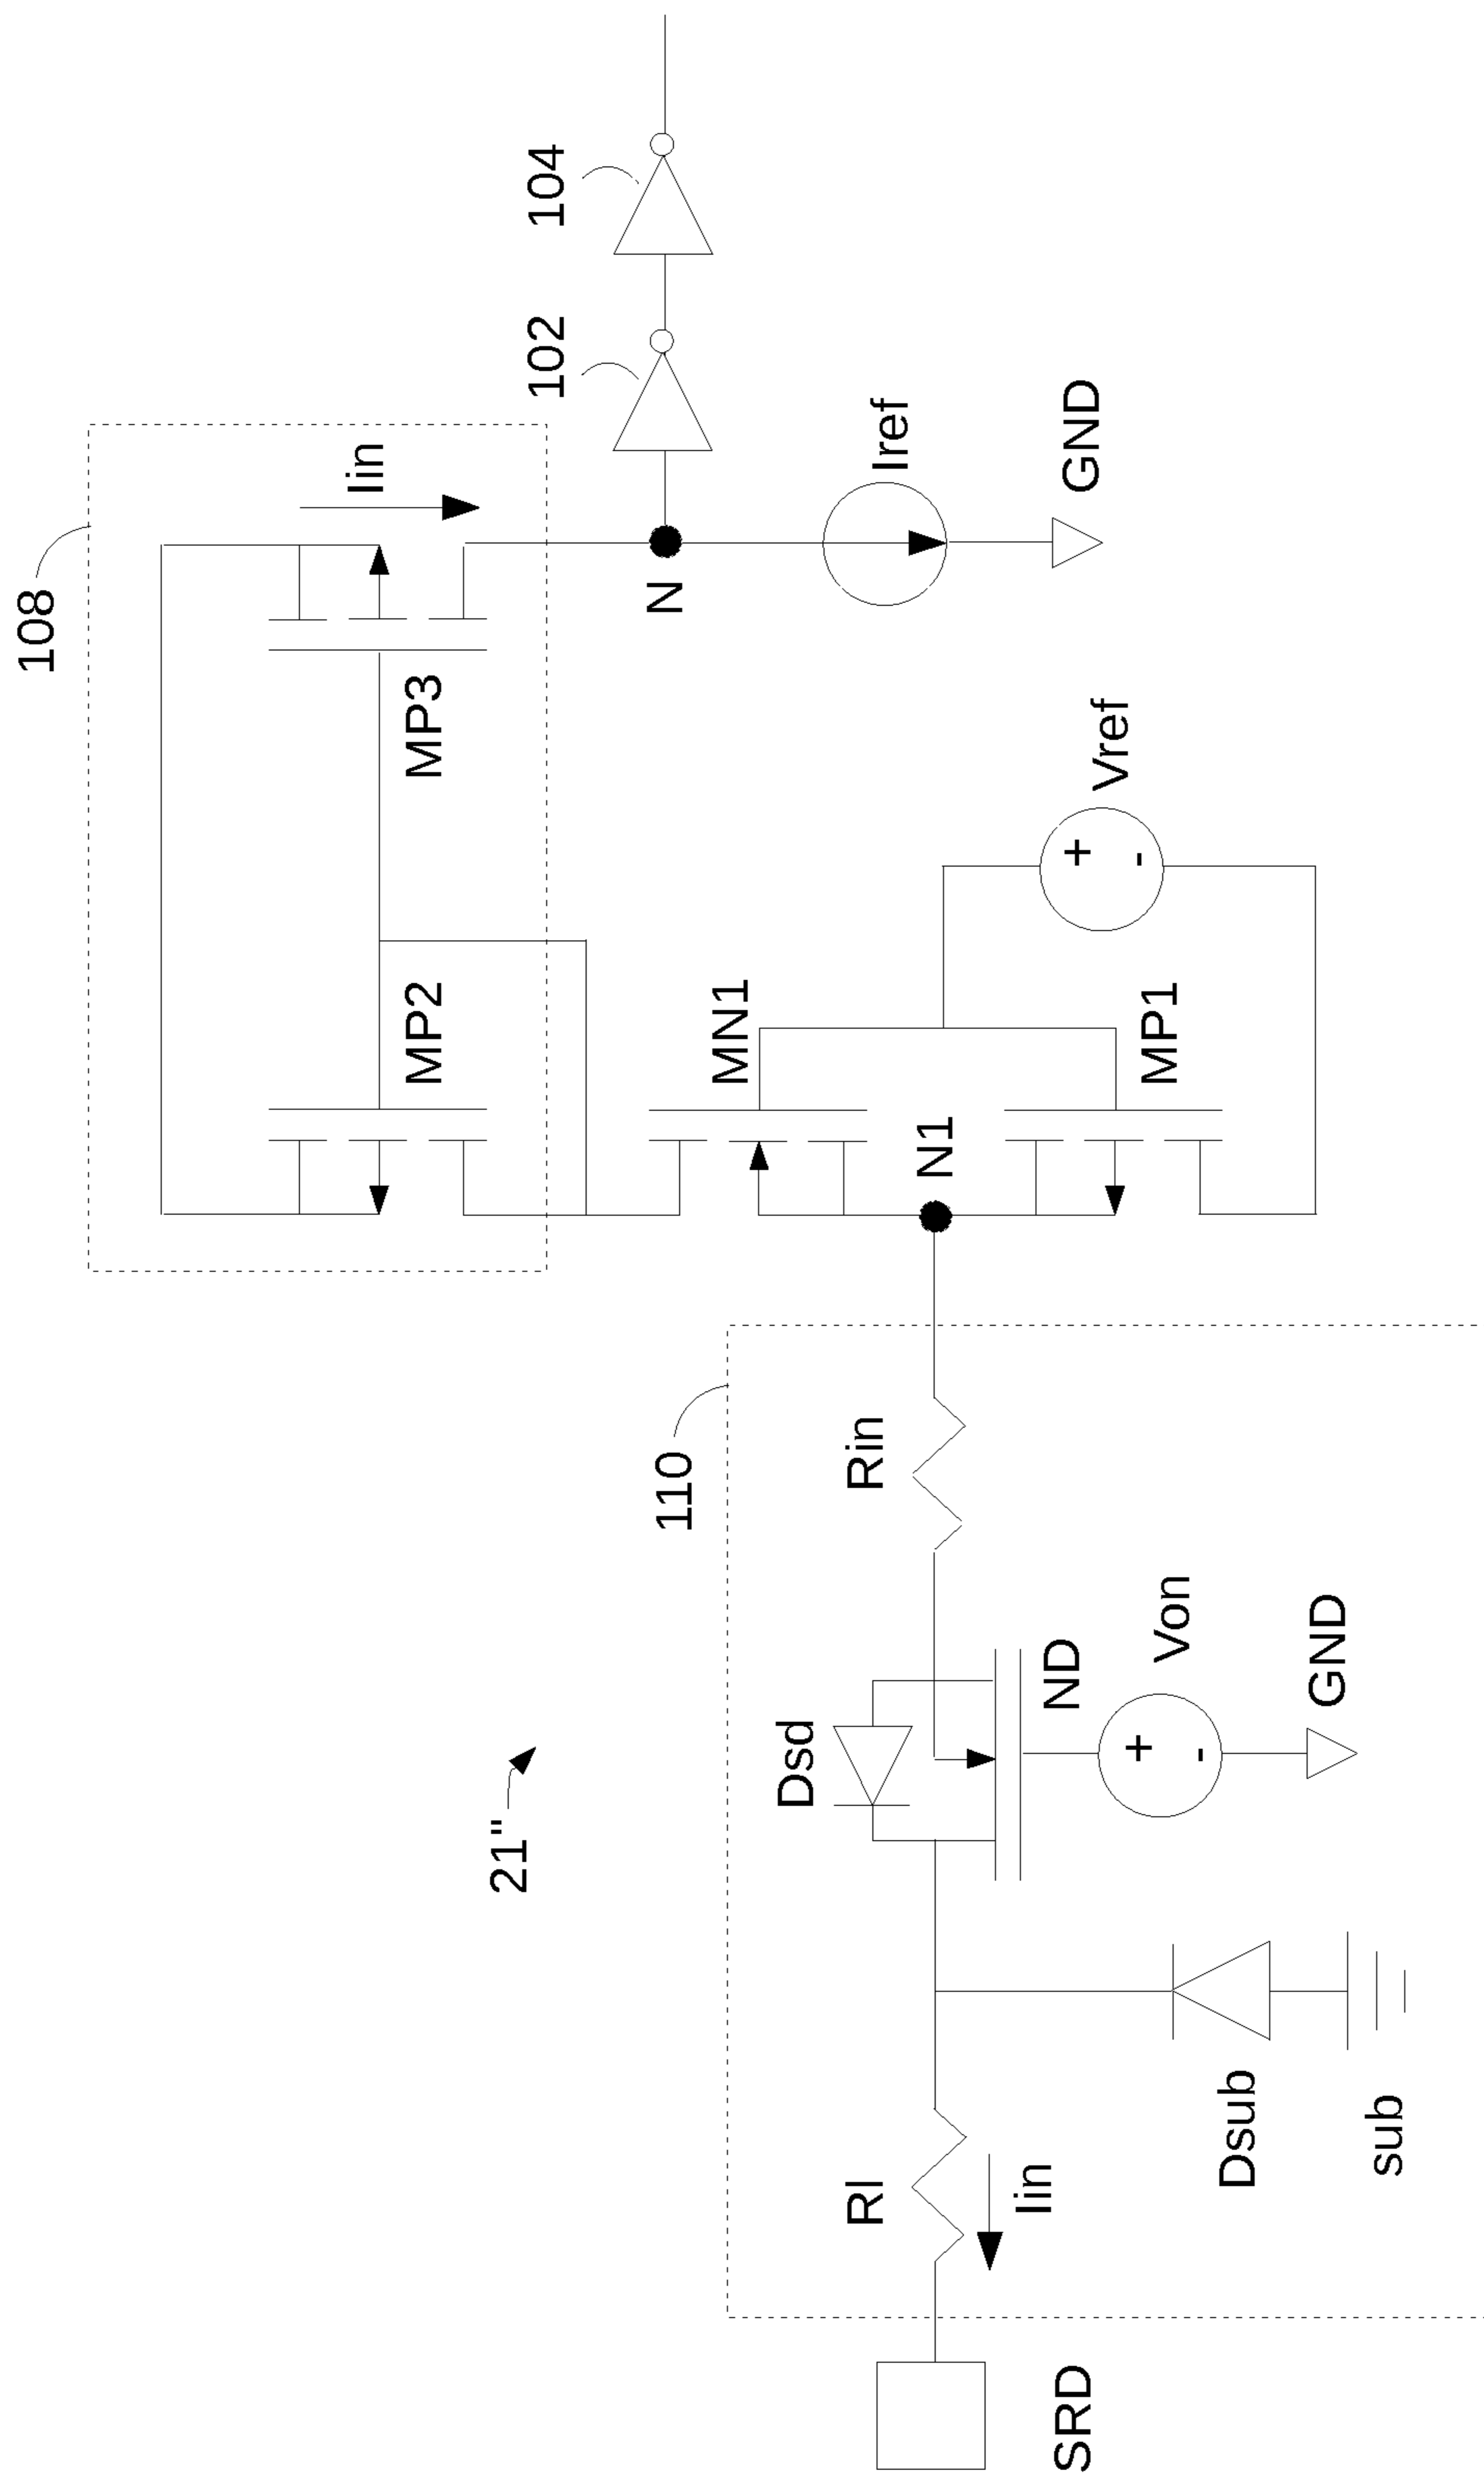 108
Iin
MP2
MP3
102
104
N
Iref
GND
MN1
N1
MP1
+
-
Vref
21"
110
SRD
Rl
Iin
Dsub
sub
Dsd
ND
Rin
+
-
Von
GND